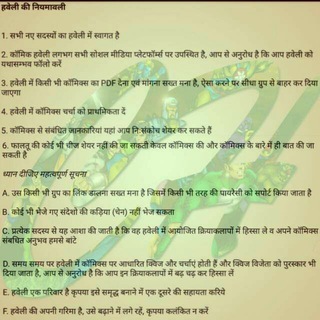 हवेली की नियमावली
1. सभी नए सदस्यों का हवेली में स्वागत है
2. कॉमिक हवेली लगभग सभी सोशल मीडिया प्लेटफॉर्म्स पर उपस्थित है, आप से अनुरोध है कि आप हवेली को
यथासम्भव फॉलो करें
3. हवेली में किसी भी कॉमिक्स का PDF देना एवं मांगना सख्त मना है, ऐसा करने पर सीधा ग्रुप से बाहर कर दिया
जाएगा
4. हवेली में कॉमिक्स चर्चा को प्राथमिकता दें
5. कॉमिक्स से संबंधित जानकारियां यहां आप निःसंकोच शेयर कर सकते हैं
6. फालतू की कोई भी चीज शेयर नहीं की जा सकती केवल कॉमिक्स की और कॉमिक्स के बारे में ही बात की जा
सकती है
ध्यान दीजिए महत्वपूर्ण सूचना
A. उस किसी भी ग्रुप का लिंक डालना सख्त मना है जिसमें किसी भी तरह की पायरेसी को सपोर्ट किया जाता है
B. कोई भी भेजे गए संदेशों की कड़िया (चेन) नहीं भेज सकता
C. प्रत्येक सदस्य से यह आशा की जाती है कि वह हवेली में आयोजित क्रियाकलापों में हिस्सा ले व अपने कॉमिक्स
संबंधित अनुभव हमसे बांटे
D. समय समय पर हवेली में कॉमिक्स पर आधारित क्विज और चर्चाएं होती हैं और क्विज विजेता को पुरस्कार भी
दिया जाता है, आप से अनुरोध है कि आप इन क्रियाकलापों में बढ़ चढ़ कर हिस्सा लें
E. हवेली एक परिवार है कृपया इसे समृद्ध बनाने में एक दूसरे की सहायता करिये
F. हवेली की अपनी गरिमा है, उसे बढ़ाने में लगे रहें, कृपया कलंकित न करें